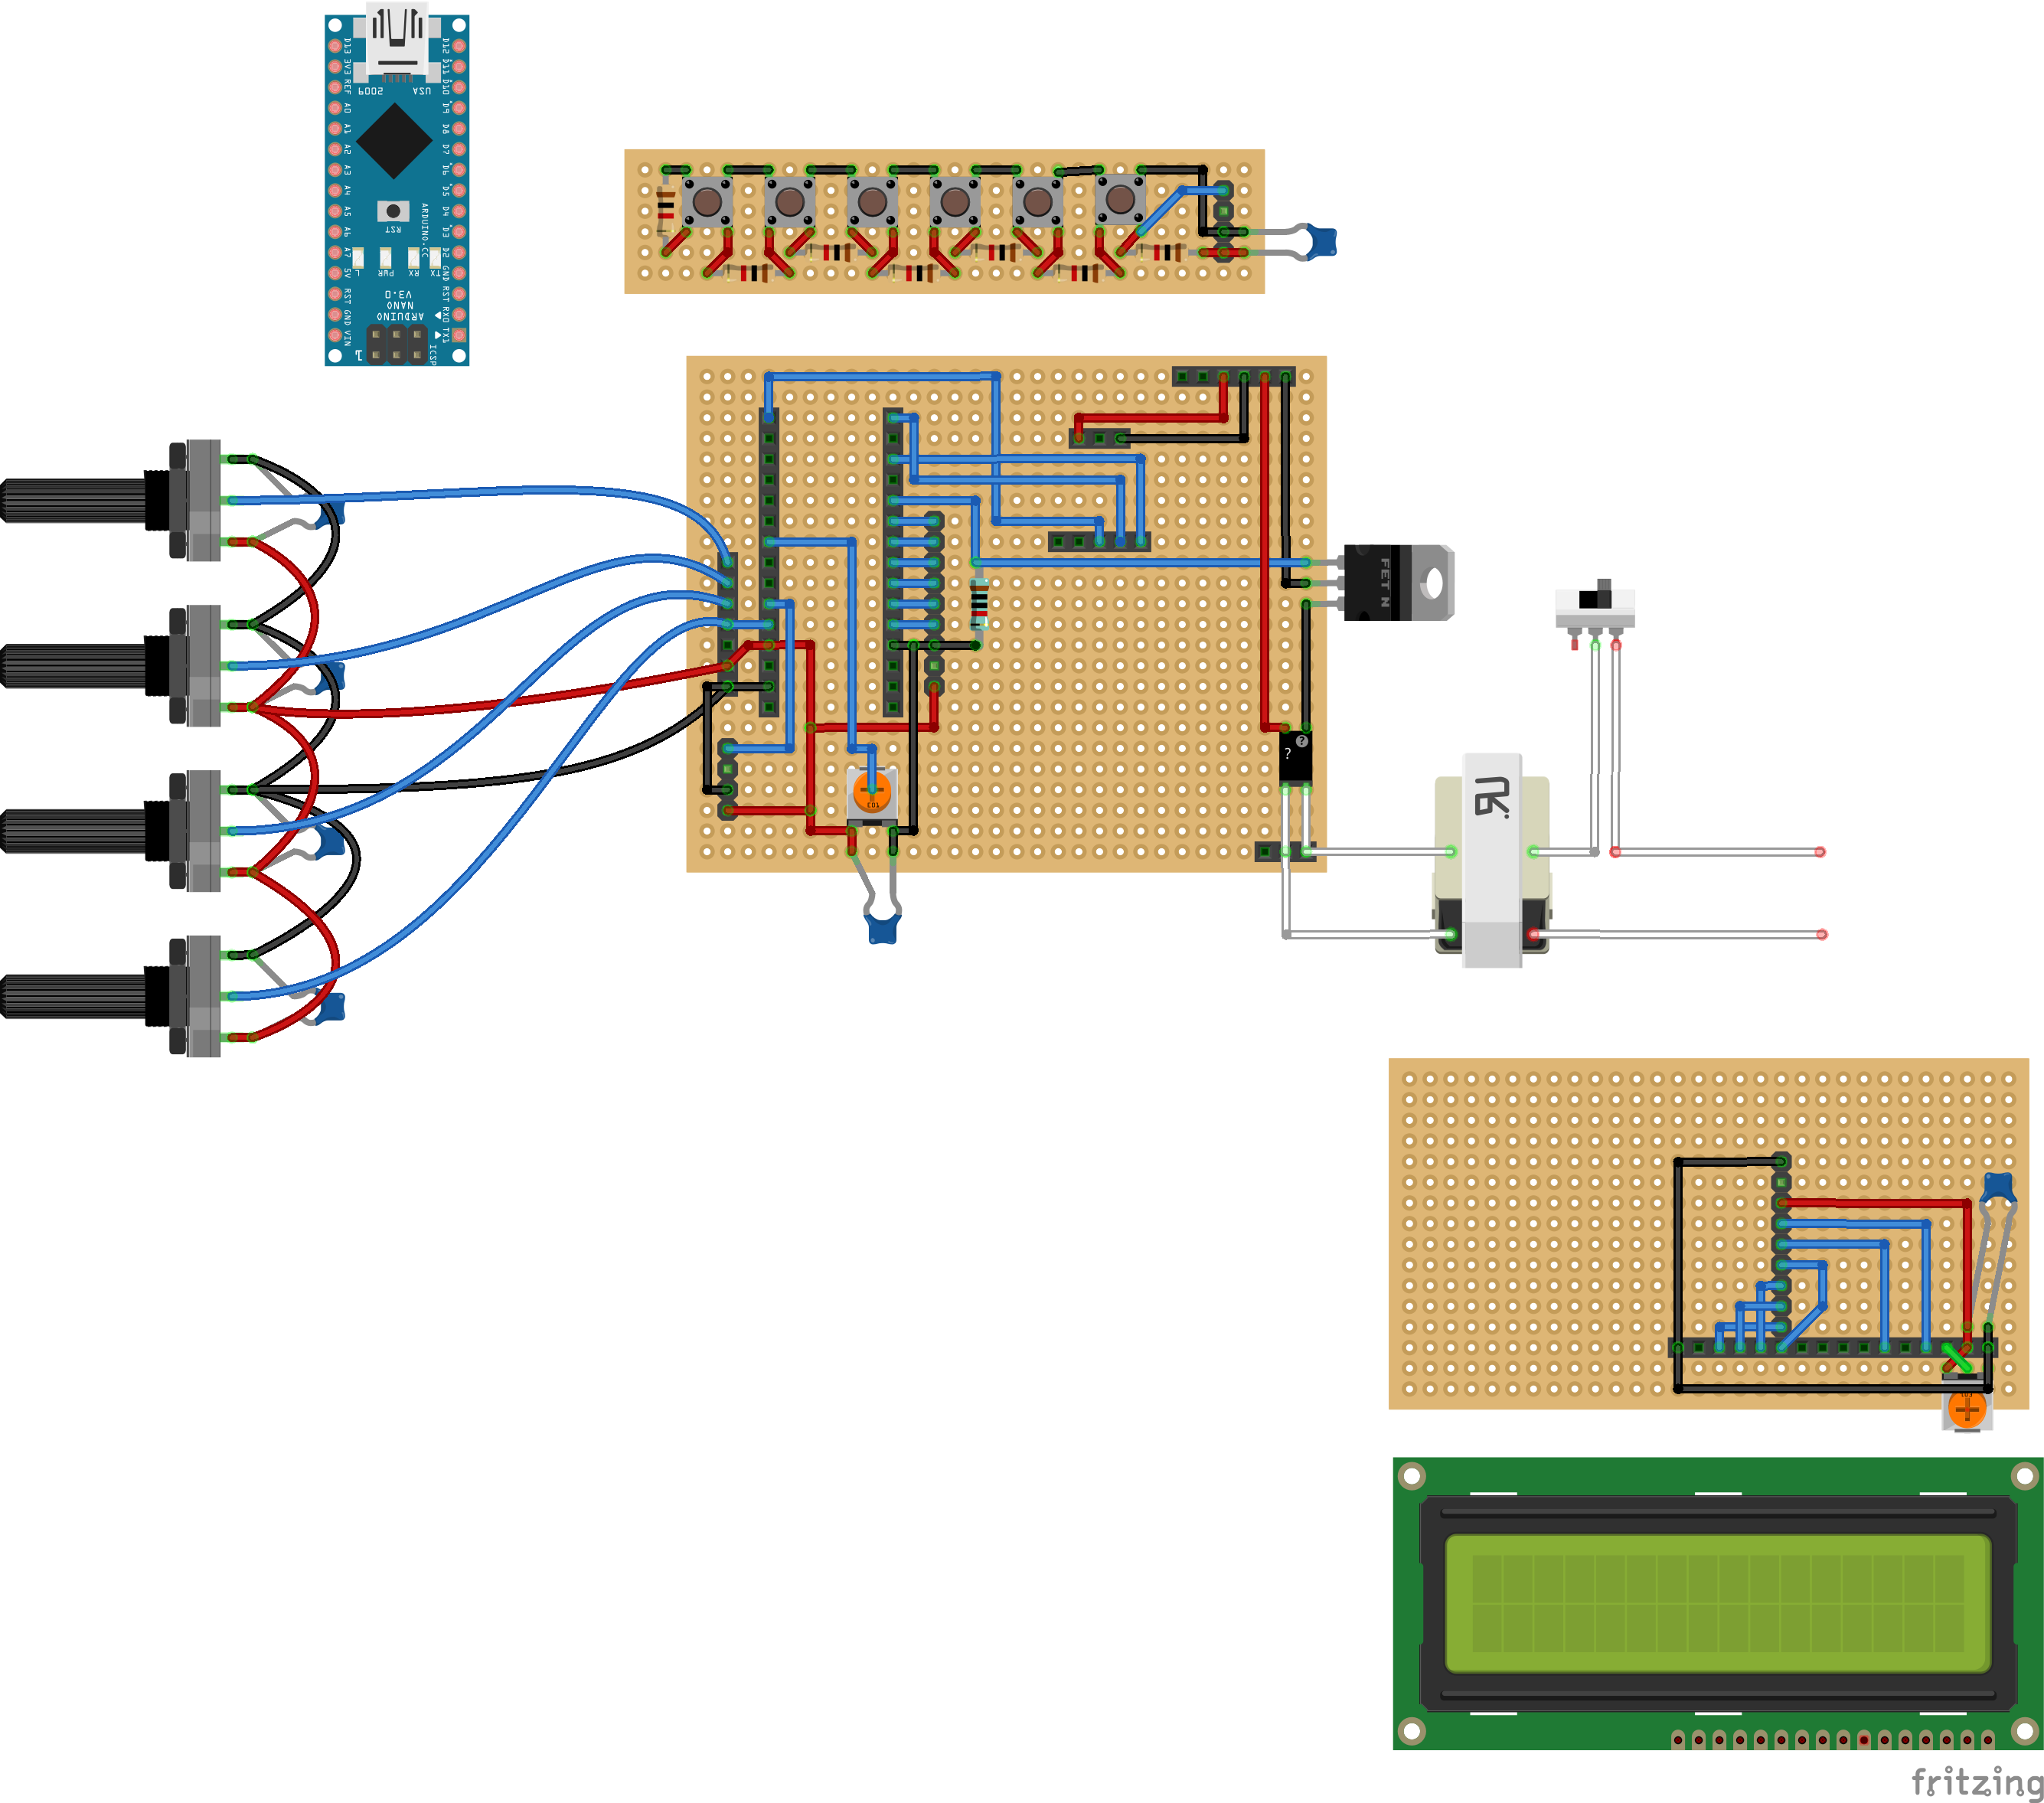 D13
3V3
REF
A0
A1
A2
A3
A4
A5
A6
A7
5V
RST
GND
VIN
D12
D11
D10
D9
D8
D7
D6
D5
D4
D3
D2
GND
RST
RX0
TX1
2009
USA
RST
ARDUINO.CC
L
PWR
RX
TX
V3.0
NANO
ARDUINO
ICSP
1
FET N
?
?
103
fritzing